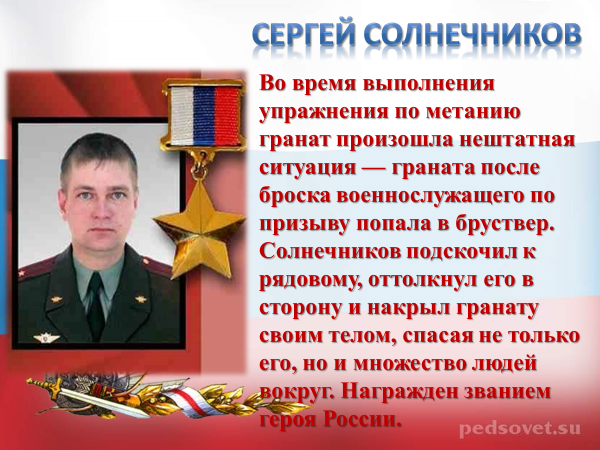 СЕРГЕЙ СОЛНЕЧНИКОВ
Во время выполнения
упражнения по метанию
гранат произошла нештатная
ситуация — граната после
броска военнослужащего по
призыву попала в бруствер.
Солнечников подскочил к
рядовому, оттолкнул его в
сторону и накрыл гранату
своим телом, спасая не только
его, но и множество людей
вокруг. Награжден званием
героя России.
pedsovet.su